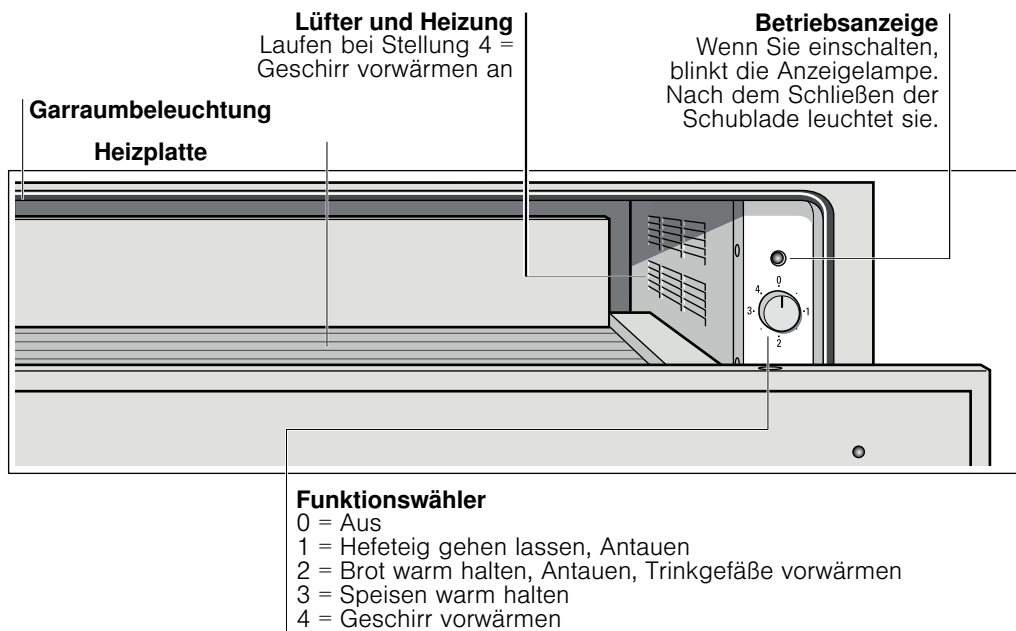 Lüfter und Heizung
Laufen bei Stellung 4 =
Geschirr vorwärmen an
Betriebsanzeige
Wenn Sie einschalten,
blinkt die Anzeigelampe.
Nach dem Schließen der
Schublade leuchtet sie.
Garraumbeleuchtung
Heizplatte
0
4
3
1
2
Funktionswähler
0 = Aus
1 = Hefeteig gehen lassen, Antauen
2 = Brot warm halten, Antauen, Trinkgefäße vorwärmen
3 = Speisen warm halten
4 = Geschirr vorwärmen